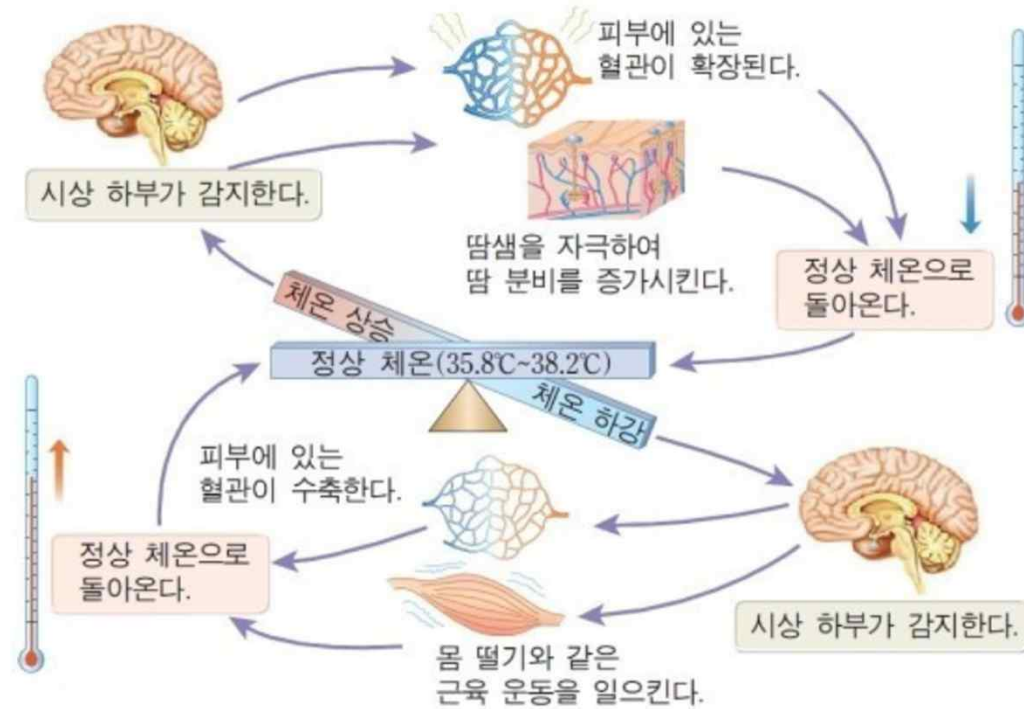 피부에 있는
혈관이 확장된다.
시상 하부가 감지한다.
땀샘을 자극하여
땀 분비를 증가시킨다.
정상 체온으로
돌아온다.
체온 상승
정상 체온(35.8℃~38.2℃)
체온 하강
피부에 있는
혈관이 수축한다.
정상 체온으로
돌아온다.
시상 하부가 감지한다.
몸 떨기와 같은
근육 운동을 일으킨다.